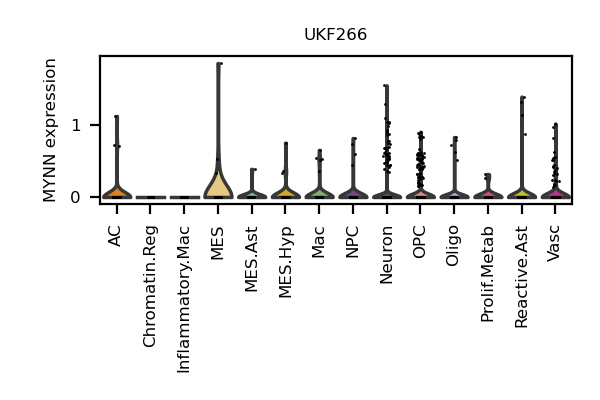 UKF266
MYNN expression
1
0
AC
Chromatin.Reg
Inflammatory.Mac
MES
MES.Ast
MES.Hyp
Mac
NPC
Neuron
OPC
Oligo
Prolif.Metab
Reactive.Ast
Vasc